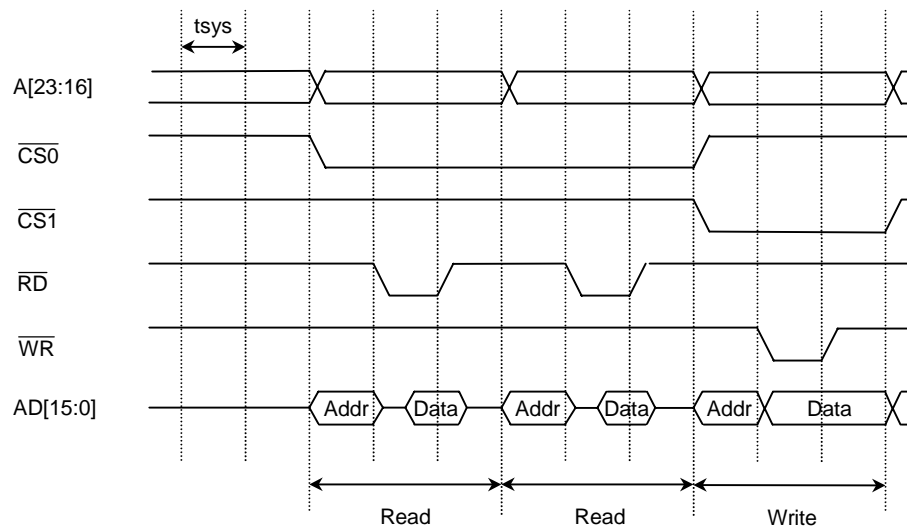 tsys
A[23:16]
CS0
CS1
RD
WR
AD[15:0] Addr Data Addr Data Addr Data
Read Read Write